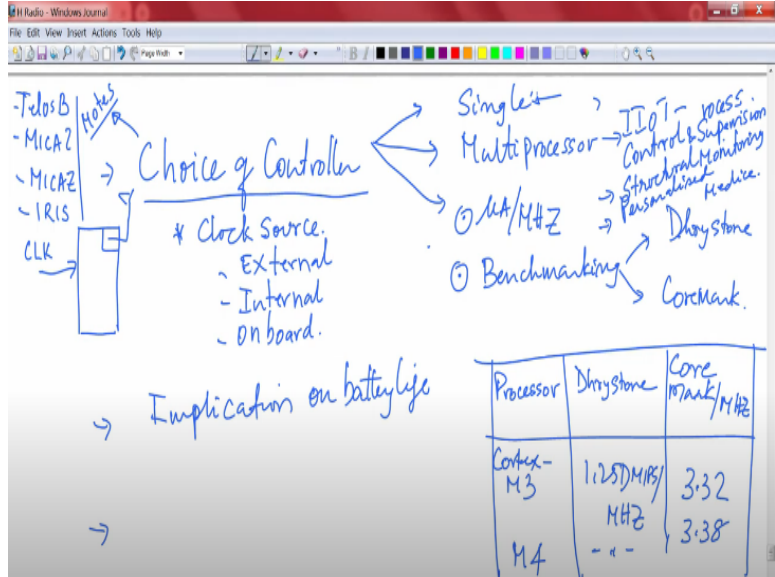 H Radio - Windows Journal
File Edit View Insert Actions Tools Help
Page Width
B I
-TelosB
-MICA2
-MICAZ
-IRIS
Motes
CLK
Choice of Controller
* Clock Source.
- External
- Internal
- Onboard.
→ Implication on battery life
→
Single
Multiprocessor → IIOT - rocess.
Control & Supervision
→ Structural Monitoring
→ Personalised Medice.
⊙ µA/MHZ
⊙ Benchmarking
Dhrystone
CoreMark.
Processor Dhrystone Core Mark/MHZ
Cortex-M3 1.25DMIPS/MHZ 3.32
M4 - " - 3.38